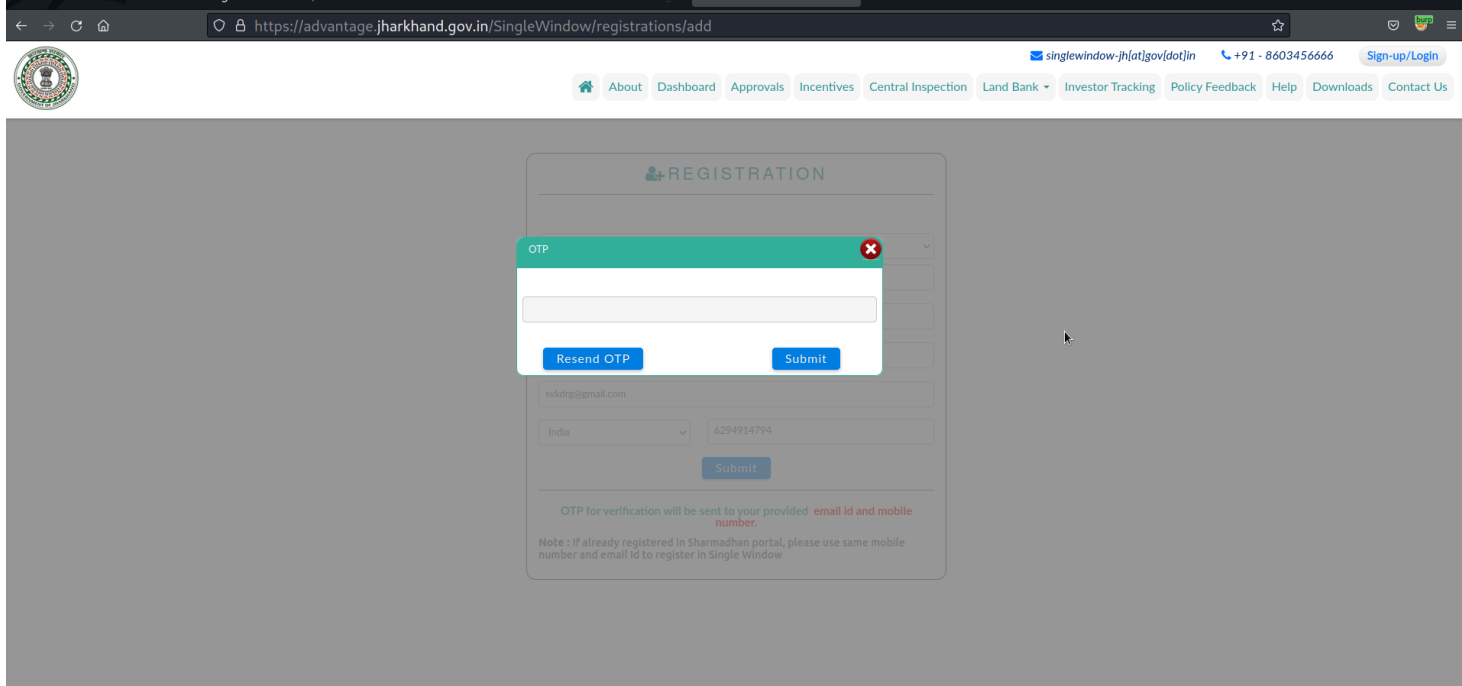 https://advantage.jharkhand.gov.in/SingleWindow/registrations/add
burp
singlewindow-jh[at]gov[dot]in +91 - 8603456666 Sign-up/Login
About Dashboard Approvals Incentives Central Inspection Land Bank Investor Tracking Policy Feedback Help Downloads Contact Us
REGISTRATION
OTP
Resend OTP Submit
svkdrg@gmail.com
India 6294914794
Submit
OTP for verification will be sent to your provided email id and mobile
number.
Note : If already registered in Sharmadhan portal, please use same mobile
number and email Id to register in Single Window